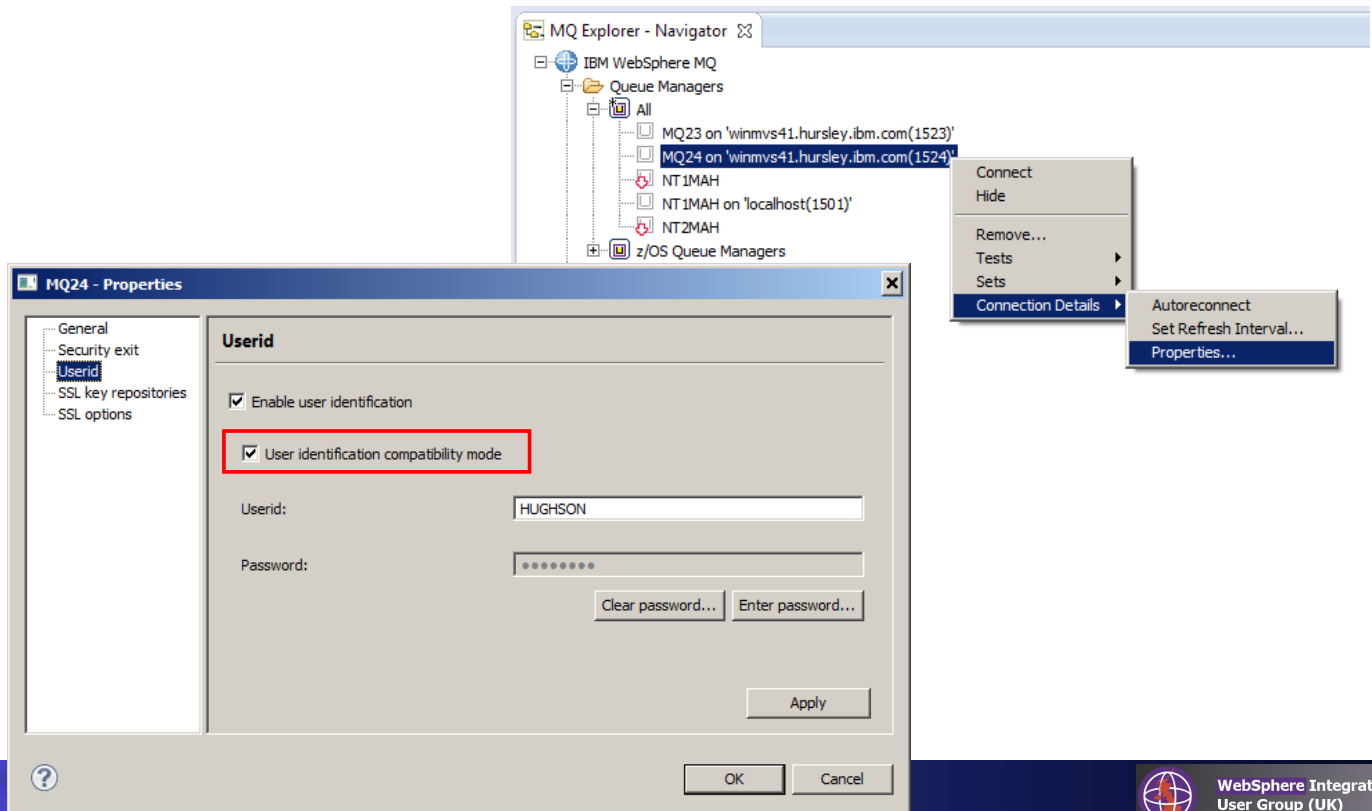 MQ Explorer - Navigator
IBM WebSphere MQ
Queue Managers
All
MQ23 on 'winmvs41.hursley.ibm.com(1523)'
MQ24 on 'winmvs41.hursley.ibm.com(1524)'
NT1MAH
NT1MAH on 'localhost(1501)'
NT2MAH
z/OS Queue Managers
Connect
Hide
Remove...
Tests
Sets
Connection Details
Autoreconnect
Set Refresh Interval...
Properties...
MQ24 - Properties
General
Security exit
Userid
SSL key repositories
SSL options
Userid
Enable user identification
User identification compatibility mode
Userid:
HUGHSON
Password:
••••••••
Clear password...
Enter password...
Apply
?
OK
Cancel
WebSphere Integrat
User Group (UK)